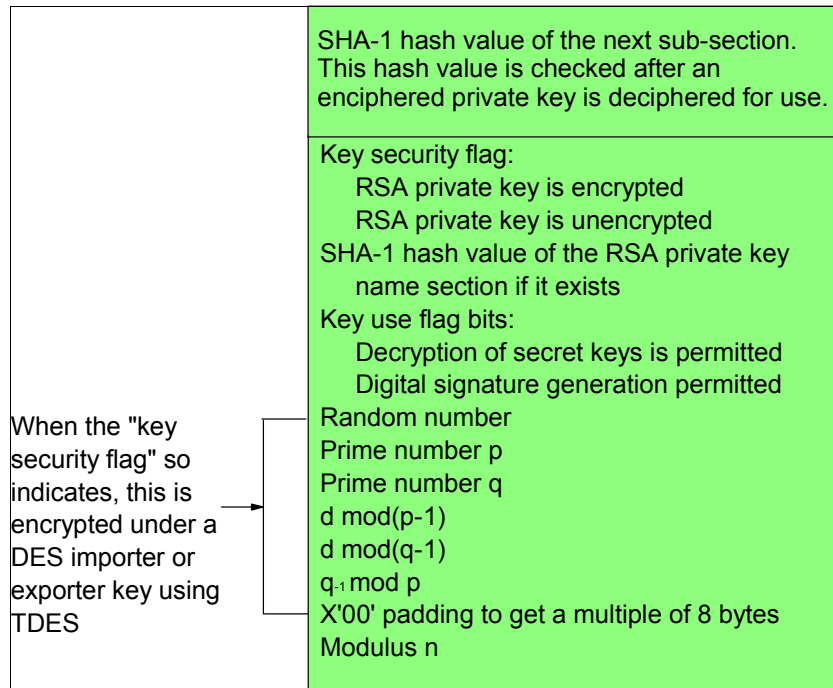 SHA-1 hash value of the next sub-section.
This hash value is checked after an
enciphered private key is deciphered for use.
Key security flag:
RSA private key is encrypted
RSA private key is unencrypted
SHA-1 hash value of the RSA private key
name section if it exists
Key use flag bits:
Decryption of secret keys is permitted
Digital signature generation permitted
Random number
Prime number p
Prime number q
d mod(p-1)
d mod(q-1)
q-1 mod p
X'00' padding to get a multiple of 8 bytes
Modulus n
When the "key
security flag" so
indicates, this is
encrypted under a
DES importer or
exporter key using
TDES